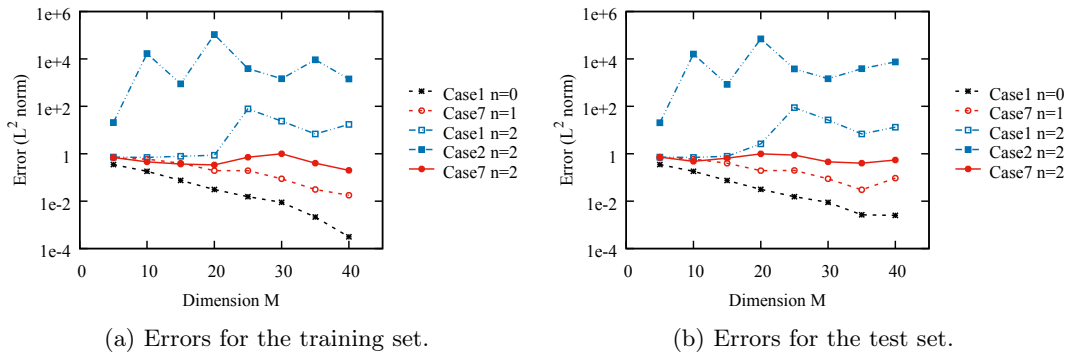 1e+6
1e+4
1e+2
1
1e-2
1e-4
Error (L² norm)
0 10 20 30 40
Dimension M
Case1 n=0
Case7 n=1
Case1 n=2
Case2 n=2
Case7 n=2
(a) Errors for the training set.
1e+6
1e+4
1e+2
1
1e-2
1e-4
Error (L² norm)
0 10 20 30 40
Dimension M
Case1 n=0
Case7 n=1
Case1 n=2
Case2 n=2
Case7 n=2
(b) Errors for the test set.